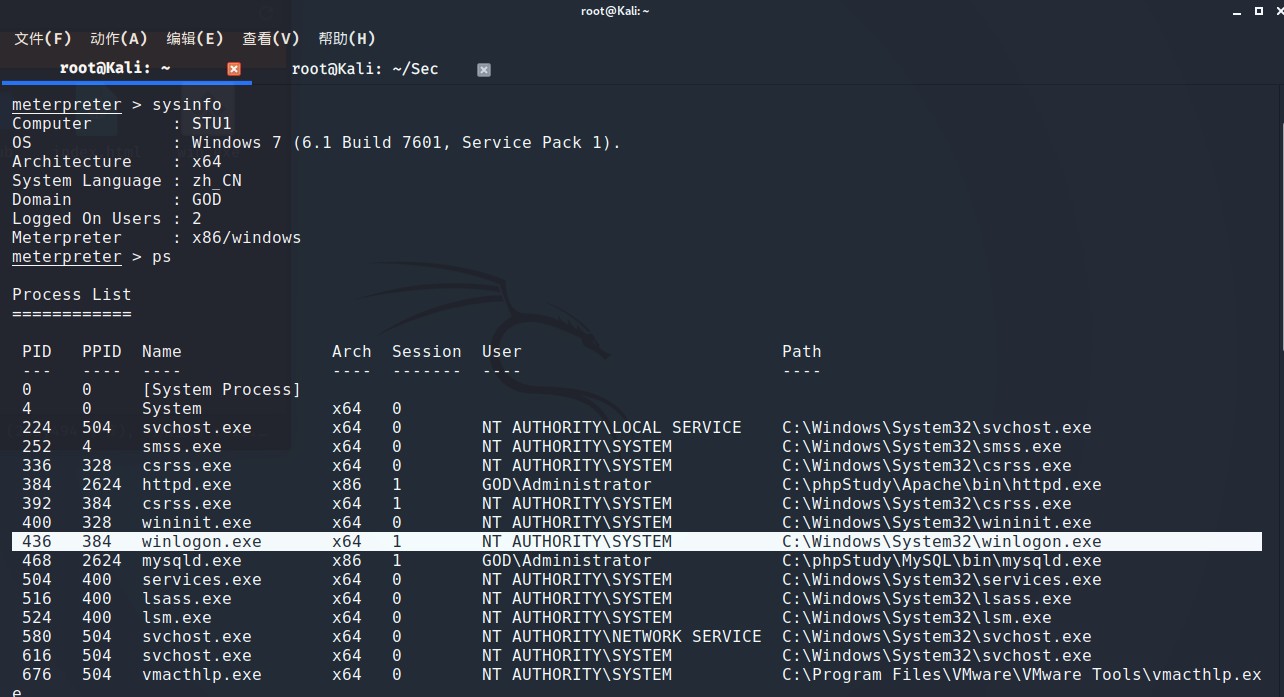 root@Kali: ~
文件(F) 动作(A) 编辑(E) 查看(V) 帮助(H)
root@Kali: ~ root@Kali: ~/Sec
meterpreter > sysinfo
Computer : STU1
OS : Windows 7 (6.1 Build 7601, Service Pack 1).
Architecture : x64
System Language : zh_CN
Domain : GOD
Logged On Users : 2
Meterpreter : x86/windows
meterpreter > ps
Process List
============
PID PPID Name Arch Session User Path
--- ---- ---- ---- ------- ---- ----
0 0 [System Process]
4 0 System x64 0
224 504 svchost.exe x64 0 NT AUTHORITY\LOCAL SERVICE C:\Windows\System32\svchost.exe
252 4 smss.exe x64 0 NT AUTHORITY\SYSTEM C:\Windows\System32\smss.exe
336 328 csrss.exe x64 0 NT AUTHORITY\SYSTEM C:\Windows\System32\csrss.exe
384 2624 httpd.exe x86 1 GOD\Administrator C:\phpStudy\Apache\bin\httpd.exe
392 384 csrss.exe x64 1 NT AUTHORITY\SYSTEM C:\Windows\System32\csrss.exe
400 328 wininit.exe x64 0 NT AUTHORITY\SYSTEM C:\Windows\System32\wininit.exe
436 384 winlogon.exe x64 1 NT AUTHORITY\SYSTEM C:\Windows\System32\winlogon.exe
468 2624 mysqld.exe x86 1 GOD\Administrator C:\phpStudy\MySQL\bin\mysqld.exe
504 400 services.exe x64 0 NT AUTHORITY\SYSTEM C:\Windows\System32\services.exe
516 400 lsass.exe x64 0 NT AUTHORITY\SYSTEM C:\Windows\System32\lsass.exe
524 400 lsm.exe x64 0 NT AUTHORITY\SYSTEM C:\Windows\System32\lsm.exe
580 504 svchost.exe x64 0 NT AUTHORITY\NETWORK SERVICE C:\Windows\System32\svchost.exe
616 504 svchost.exe x64 0 NT AUTHORITY\SYSTEM C:\Windows\System32\svchost.exe
676 504 vmacthlp.exe x64 0 NT AUTHORITY\SYSTEM C:\Program Files\VMware\VMware Tools\vmacthlp.ex
e